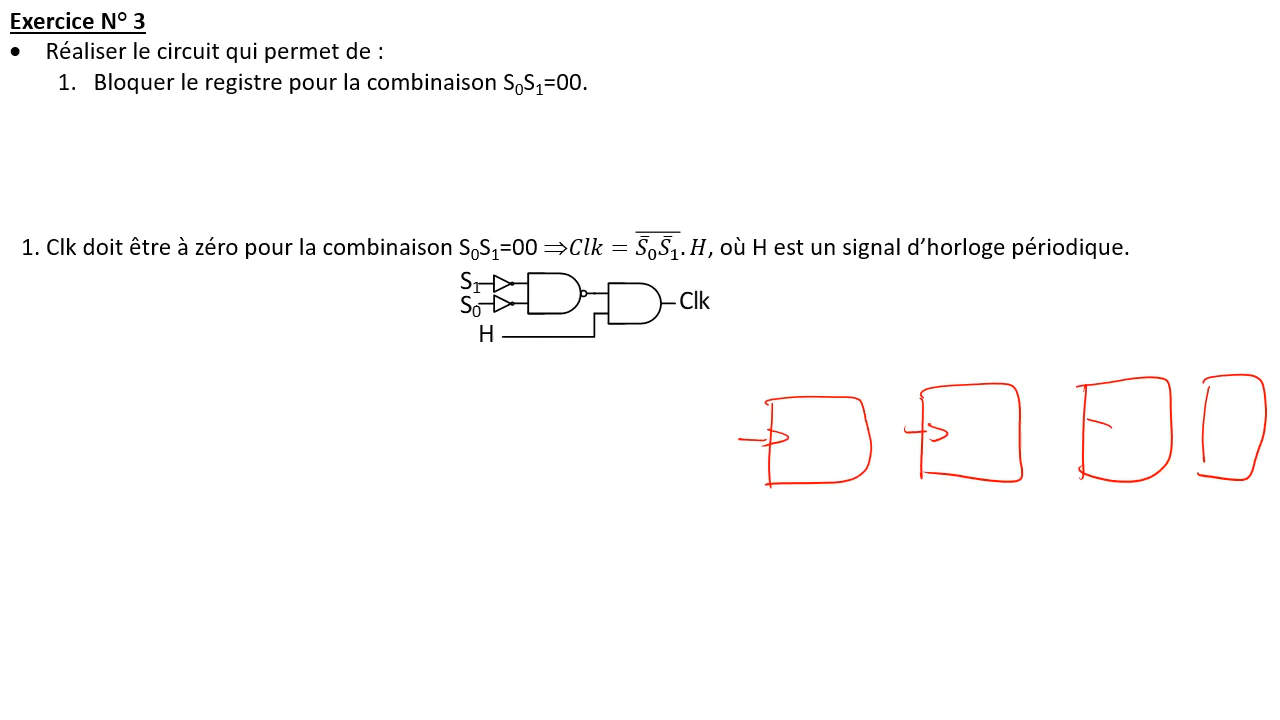 Exercice N° 3
• Réaliser le circuit qui permet de :
1. Bloquer le registre pour la combinaison S₀S₁=00.
1. Clk doit être à zéro pour la combinaison S₀S₁=00 ⟹ Clk = \overline{S̄₀S̄₁}.H, où H est un signal d’horloge périodique.
S₁
S₀
Clk
H